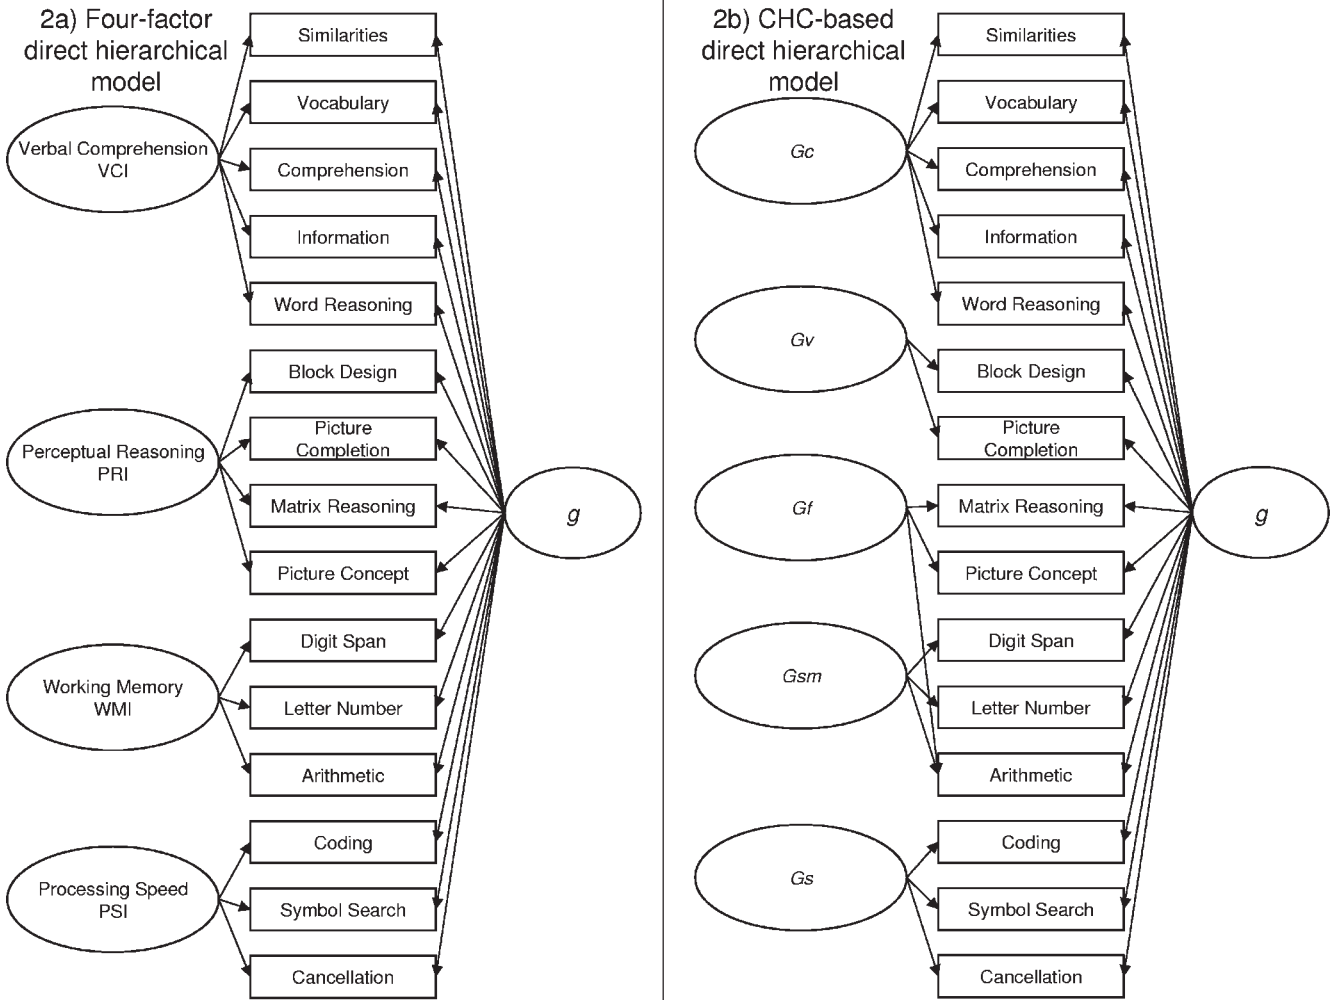 2a) Four-factor
direct hierarchical
model
Similarities
Vocabulary
Verbal Comprehension
VCI
Comprehension
Information
Word Reasoning
Block Design
Picture
Completion
Perceptual Reasoning
PRI
Matrix Reasoning
Picture Concept
g
Digit Span
Working Memory
WMI
Letter Number
Arithmetic
Coding
Processing Speed
PSI
Symbol Search
Cancellation
2b) CHC-based
direct hierarchical
model
Similarities
Vocabulary
Gc
Comprehension
Information
Word Reasoning
Gv
Block Design
Picture
Completion
Gf
Matrix Reasoning
Picture Concept
g
Digit Span
Gsm
Letter Number
Arithmetic
Coding
Gs
Symbol Search
Cancellation